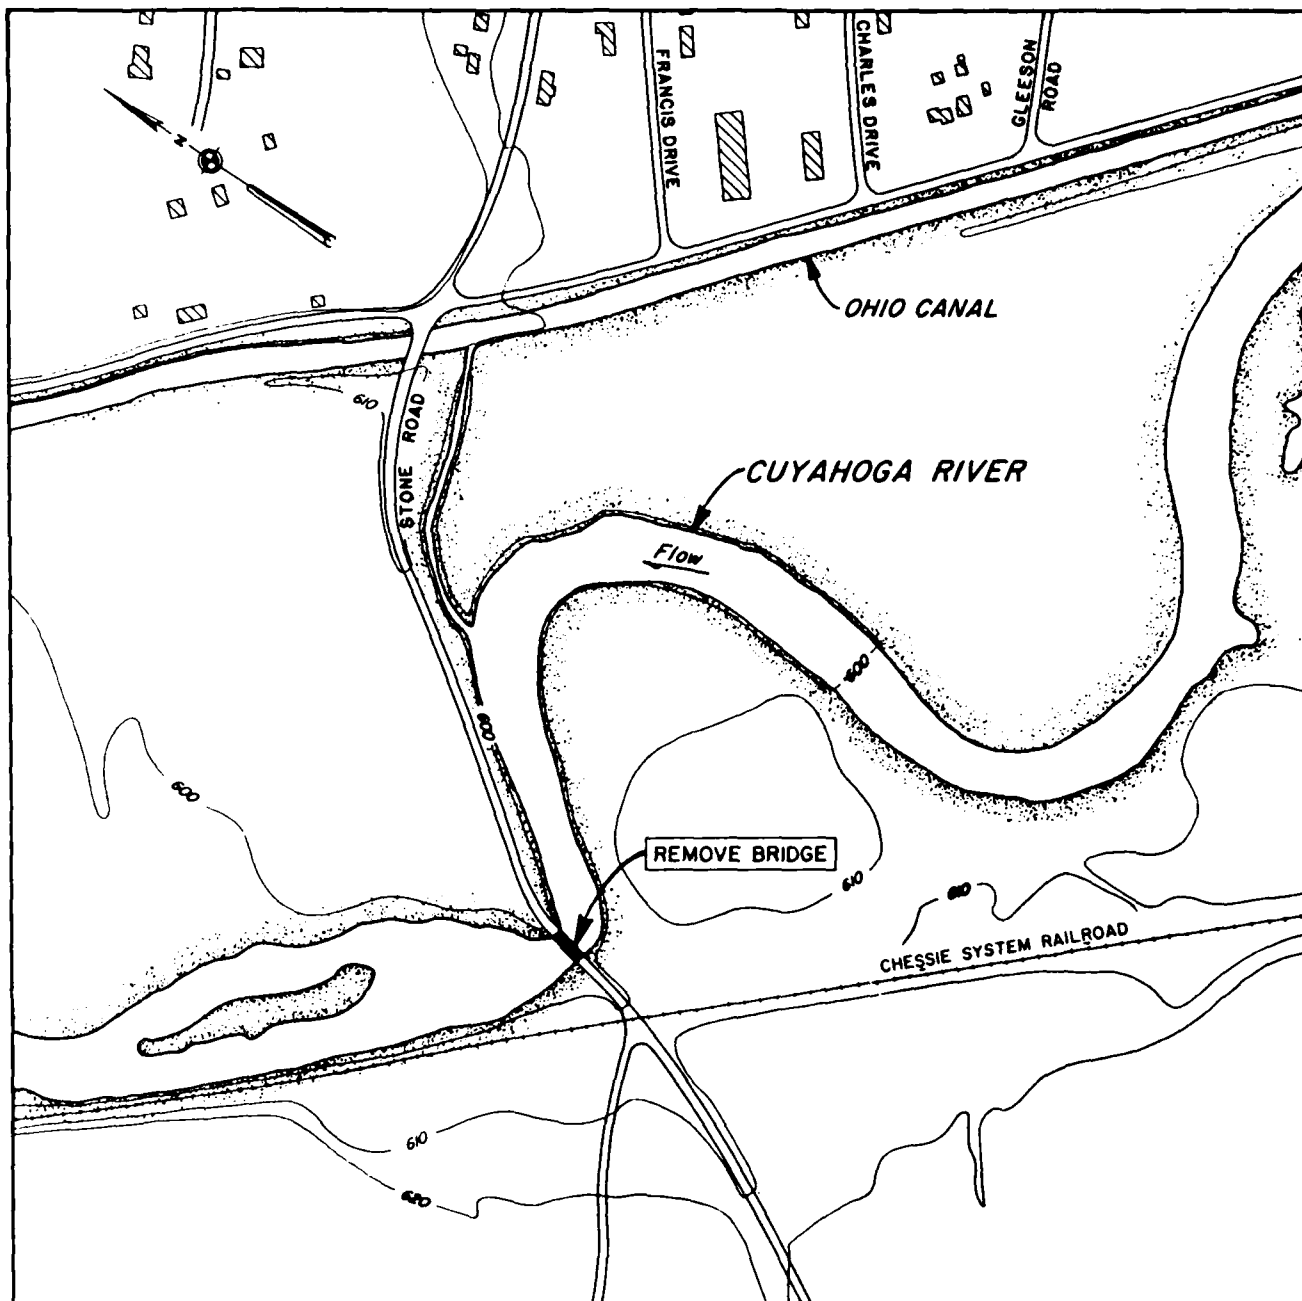 FRANCIS DRIVE
CHARLES DRIVE
GLEESON
ROAD
N
OHIO CANAL
610
STONE ROAD
CUYAHOGA RIVER
Flow
600
600
600
REMOVE BRIDGE
610
610
CHESSIE SYSTEM RAILROAD
610
620